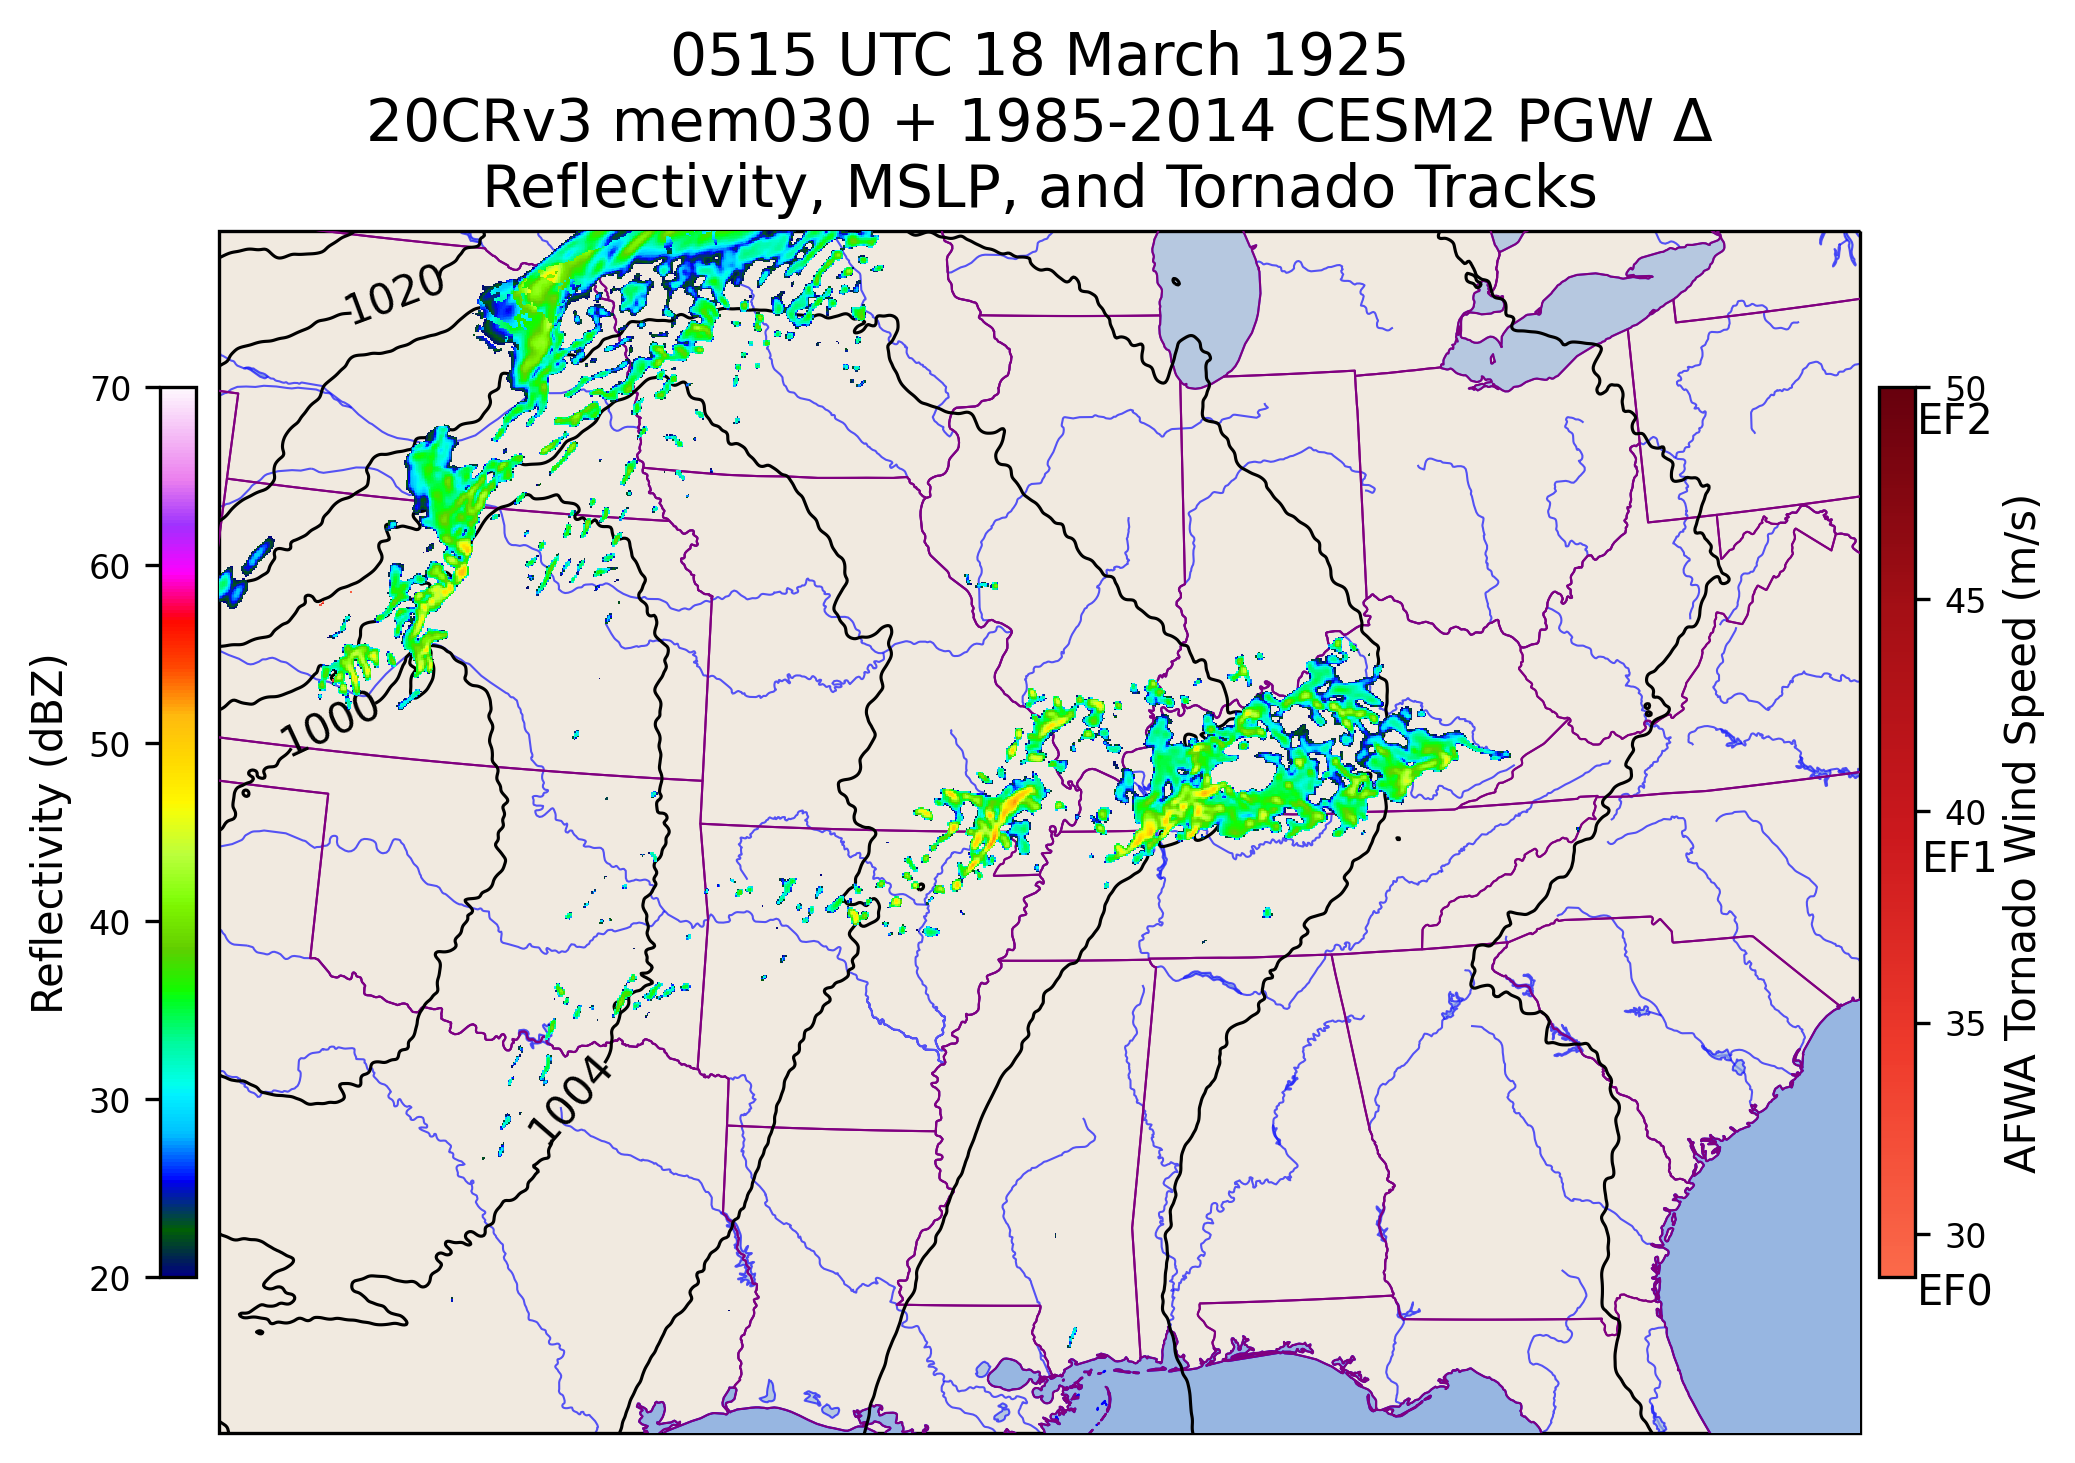 0515 UTC 18 March 1925
20CRv3 mem030 + 1985-2014 CESM2 PGW Δ
Reflectivity, MSLP, and Tornado Tracks
1020
1000
1004
70
60
50
40
30
20
Reflectivity (dBZ)
50
EF2
45
40
EF1
35
30
EF0
AFWA Tornado Wind Speed (m/s)